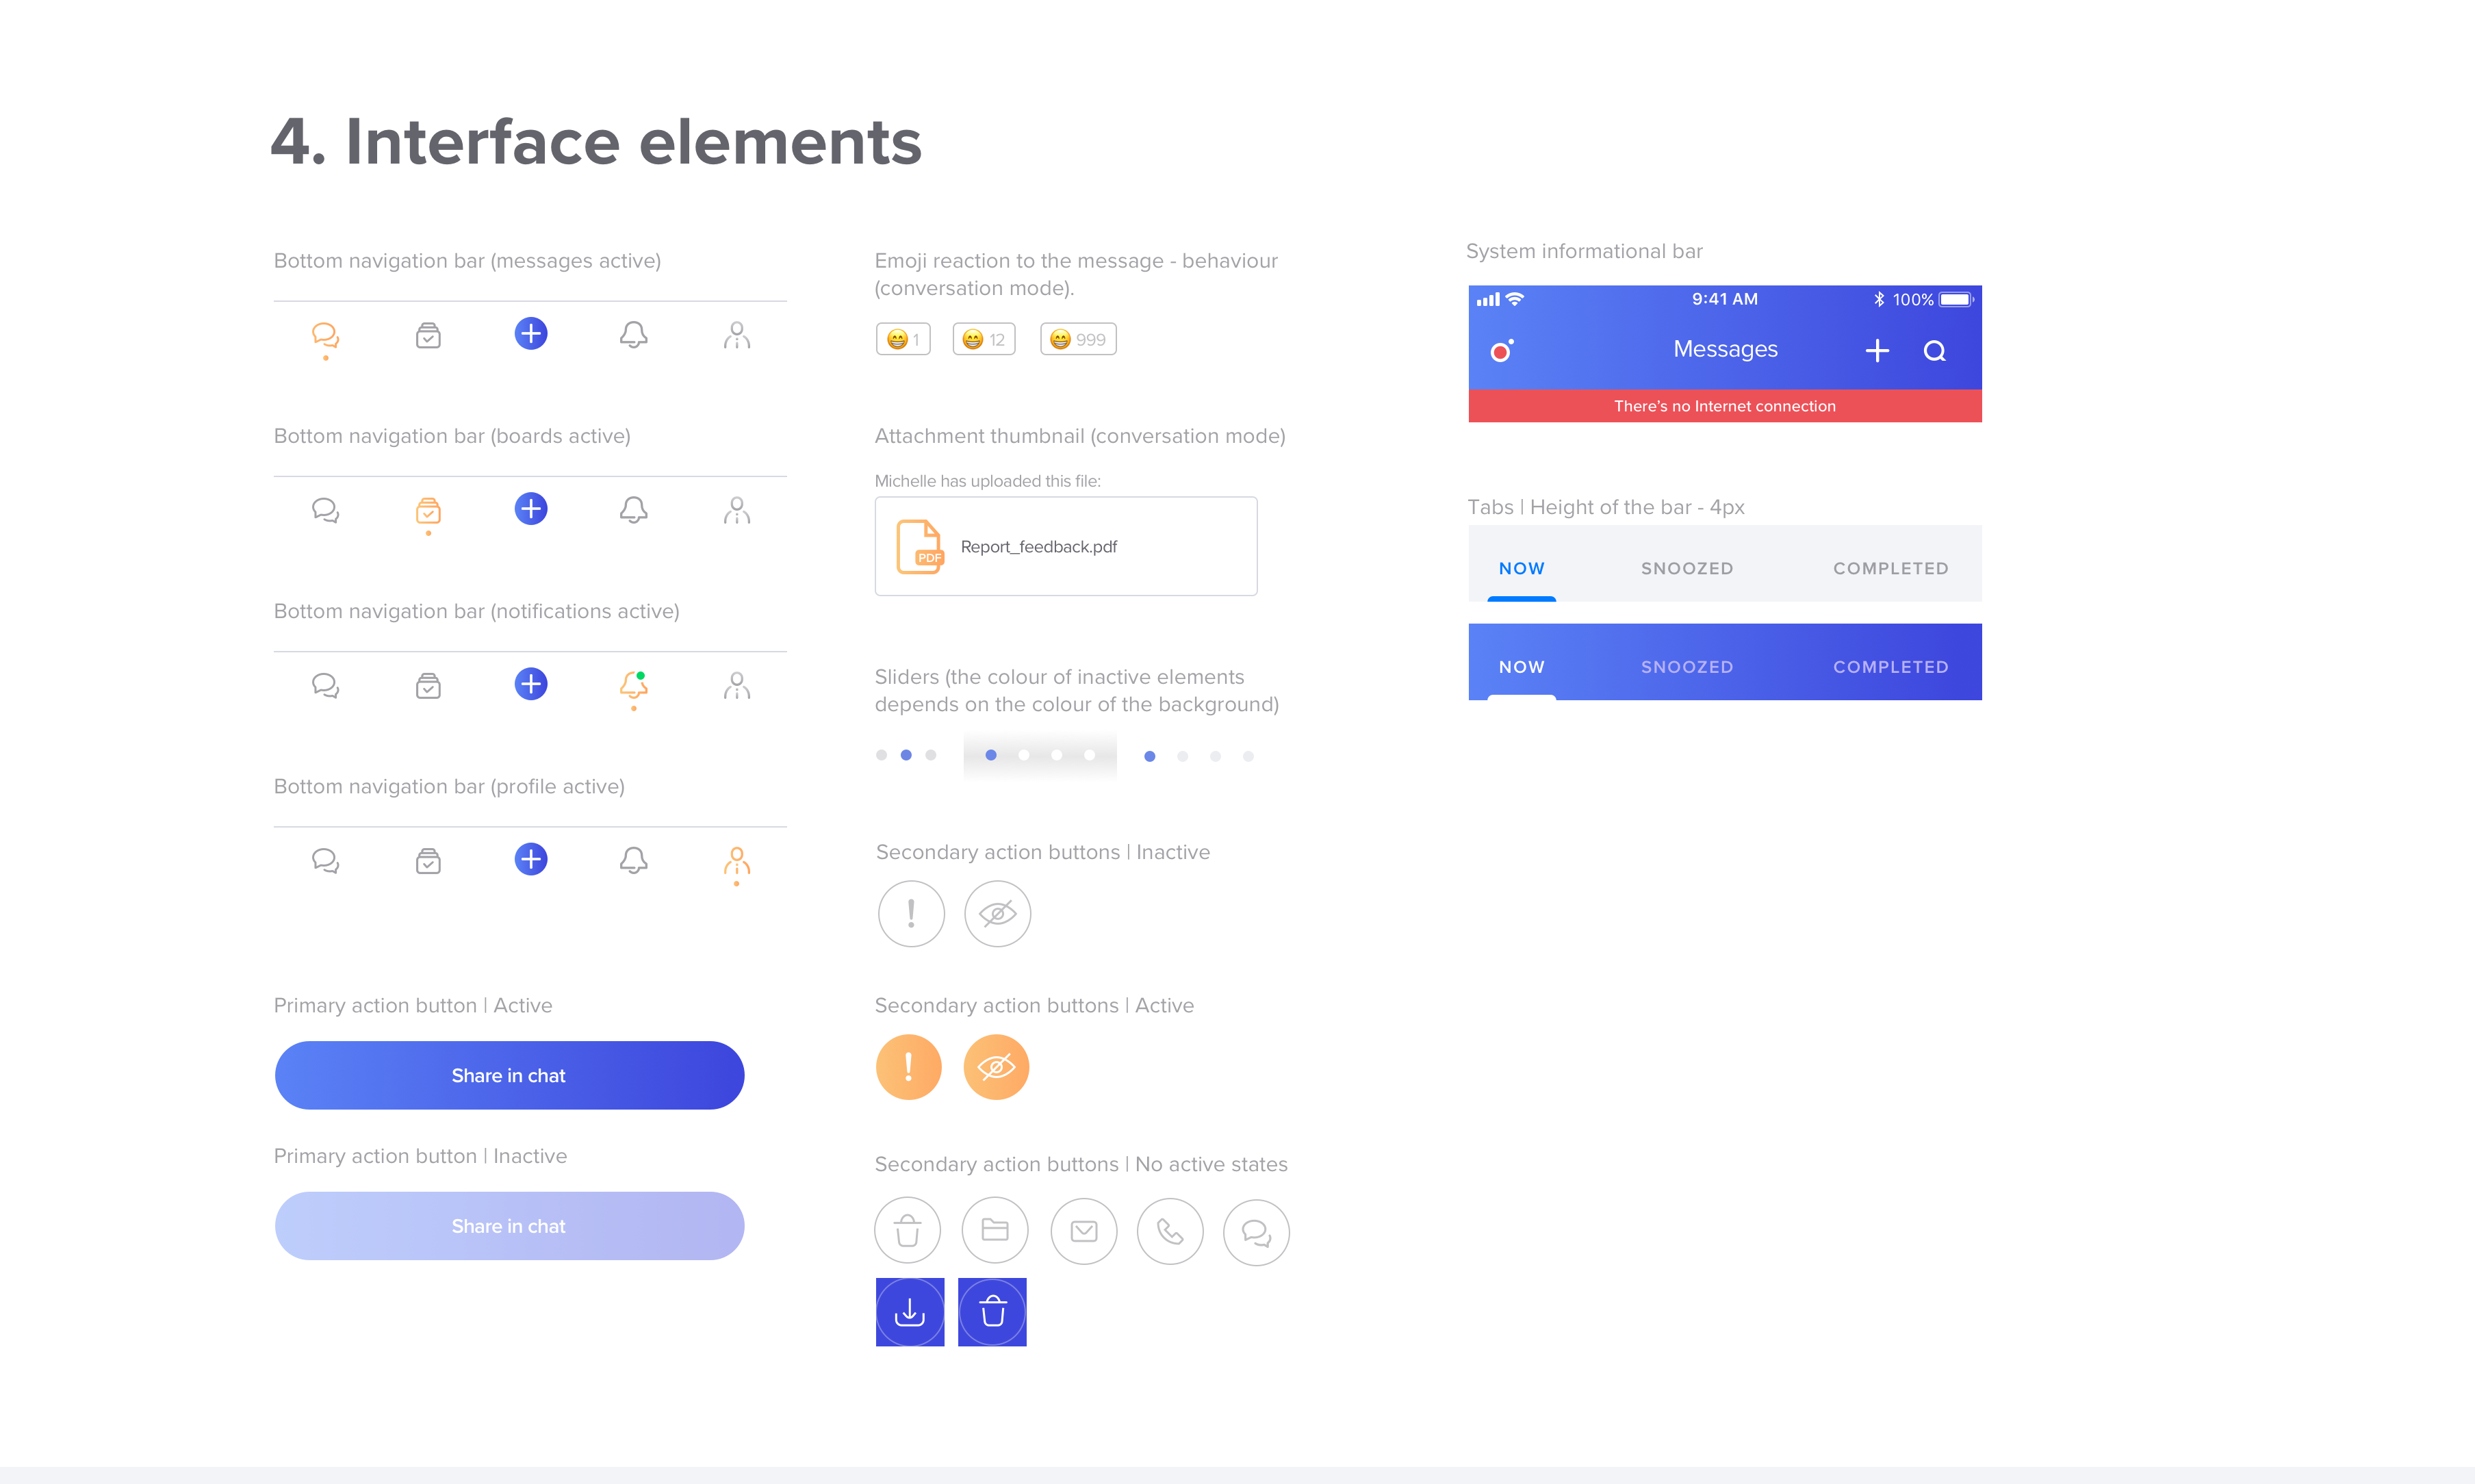 4. Interface elements
Bottom navigation bar (messages active)
Bottom navigation bar (boards active)
Bottom navigation bar (notifications active)
Bottom navigation bar (profile active)
Primary action button | Active
Share in chat
Primary action button | Inactive
Share in chat
Emoji reaction to the message - behaviour
(conversation mode).
😁 1 😁 12 😁 999
Attachment thumbnail (conversation mode)
Michelle has uploaded this file:
PDF
Report_feedback.pdf
Sliders (the colour of inactive elements
depends on the colour of the background)
Secondary action buttons | Inactive
Secondary action buttons | Active
Secondary action buttons | No active states
System informational bar
9:41 AM 100%
Messages
There's no Internet connection
Tabs | Height of the bar - 4px
NOW SNOOZED COMPLETED
NOW SNOOZED COMPLETED